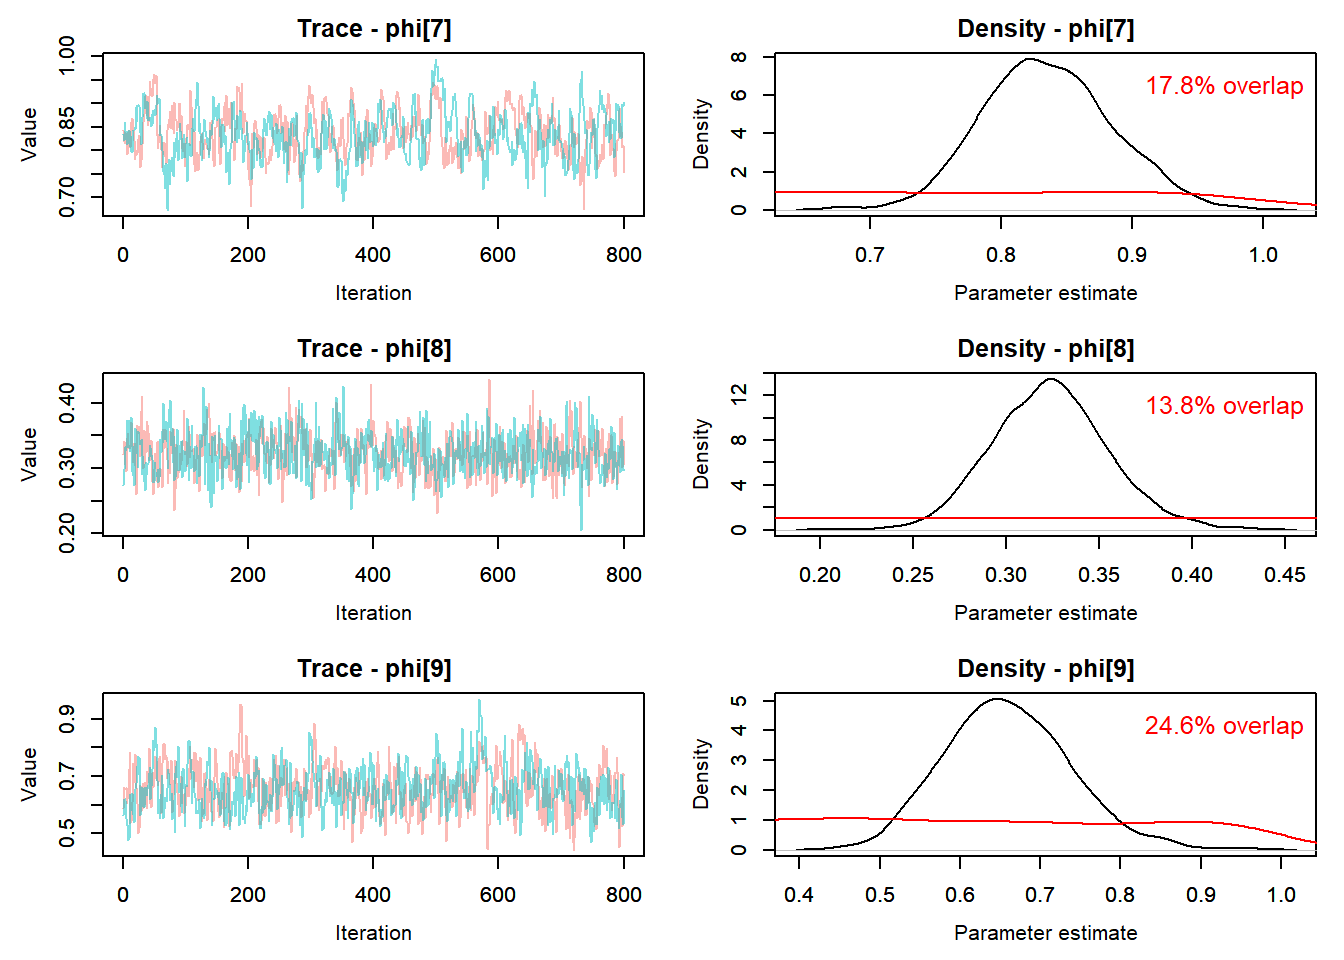 Trace - phi[7]
Value
0.70 0.85 1.00
0 200 400 600 800
Iteration
Density - phi[7]
Density
0 2 4 6 8
17.8% overlap
0.7 0.8 0.9 1.0
Parameter estimate
Trace - phi[8]
Value
0.20 0.30 0.40
0 200 400 600 800
Iteration
Density - phi[8]
Density
0 4 8 12
13.8% overlap
0.20 0.25 0.30 0.35 0.40 0.45
Parameter estimate
Trace - phi[9]
Value
0.5 0.7 0.9
0 200 400 600 800
Iteration
Density - phi[9]
Density
0 1 2 3 4 5
24.6% overlap
0.4 0.5 0.6 0.7 0.8 0.9 1.0
Parameter estimate